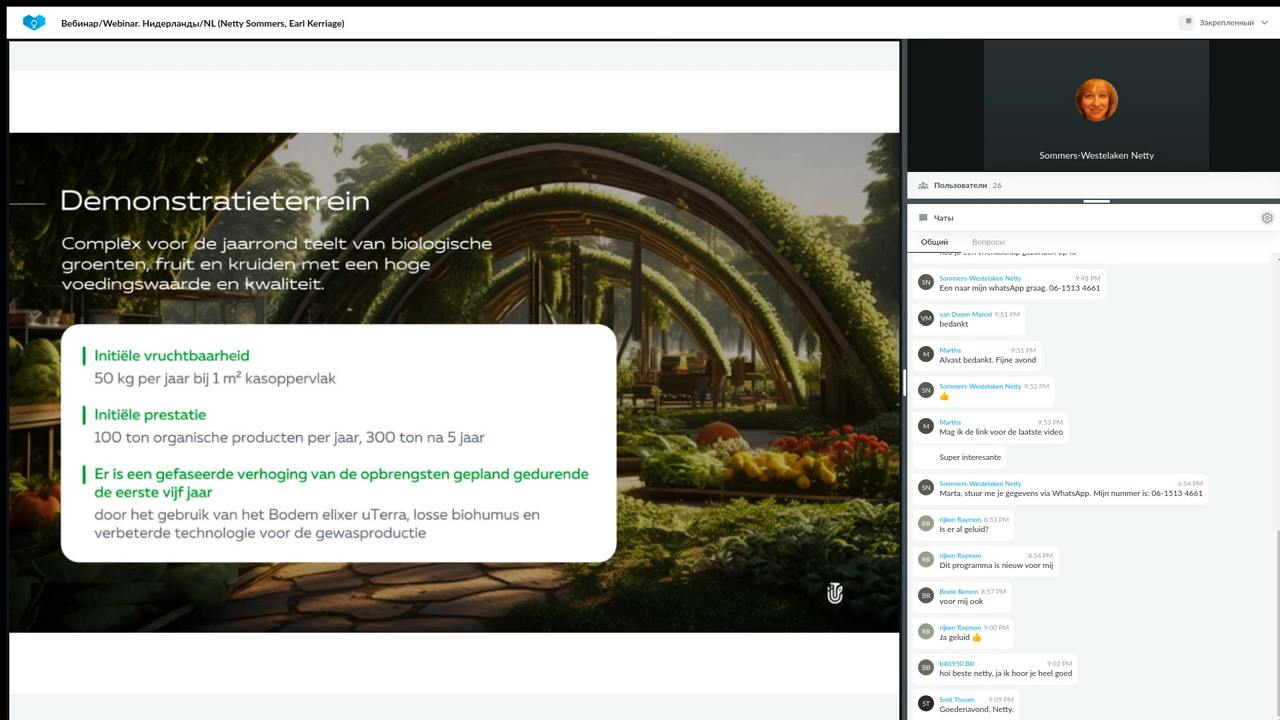 Вебинар/Webinar. Нидерланды/NL (Netty Sommers, Earl Kerriage)
Закрепленный
Demonstratieterrein
Complex voor de jaarrond teelt van biologische
groenten, fruit en kruiden met een hoge
voedingswaarde en kwaliteit.
Initiële vruchtbaarheid
50 kg per jaar bij 1 m² kasoppervlak
Initiële prestatie
100 ton organische producten per jaar, 300 ton na 5 jaar
Er is een gefaseerde verhoging van de opbrengsten gepland gedurende
de eerste vijf jaar
door het gebruik van het Bodem elixer uTerra, losse biohumus en
verbeterde technologie voor de gewasproductie
Sommers-Westelaken Netty
Пользователи 26
Чаты
Общий Вопросы
SN Sommers-Westelaken Netty 9:48 PM
Een naar mijn whatsApp graag. 06-1513 4661
VM van Doorn Marcel 9:51 PM
bedankt
M Martha 9:51 PM
Alvast bedankt. Fijne avond
SN Sommers-Westelaken Netty 9:52 PM
👍
M Martha 9:53 PM
Mag ik de link voor de laatste video
Super interesante
SN Sommers-Westelaken Netty 6:54 PM
Marta, stuur me je gegevens via WhatsApp. Mijn nummer is: 06-1513 4661
RR rijken Raymon 8:53 PM
Is er al geluid?
RR rijken Raymon 8:54 PM
Dit programma is nieuw voor mij
BR Boele Remon 8:57 PM
voor mij ook
RR rijken Raymon 9:00 PM
Ja geluid 👍
BB bill1950 Bill 9:02 PM
hoi beste netty, ja ik hoor je heel goed
ST Smit Thoom 9:09 PM
Goedenavond, Netty.